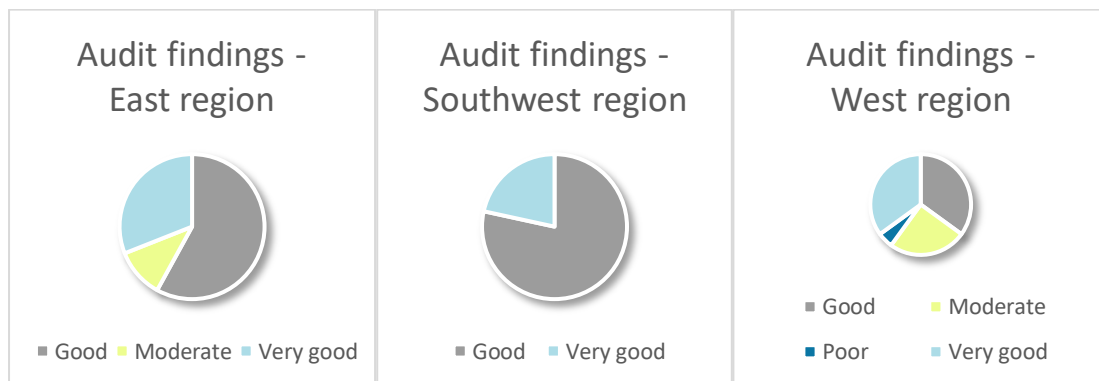 Audit findings -
East region
Good Moderate Very good
Audit findings -
Southwest region
Good Very good
Audit findings -
West region
Good Moderate
Poor Very good